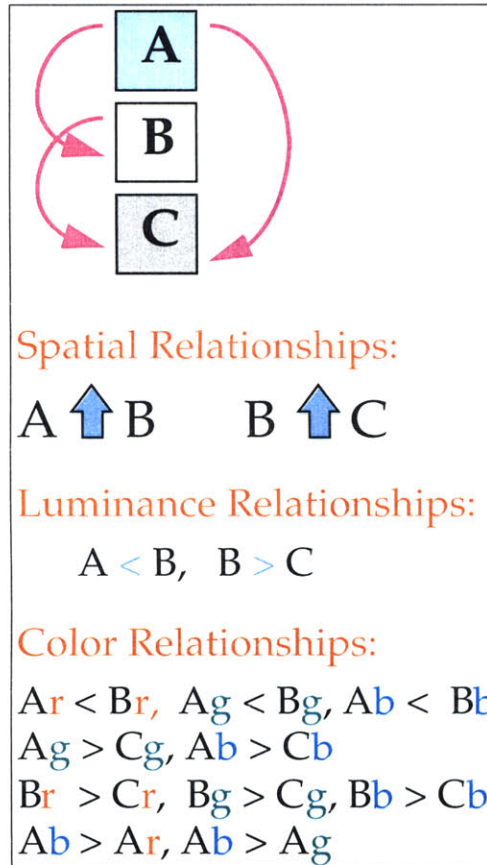 A
B
C
Spatial Relationships:
A B B C
Luminance Relationships:
A < B, B > C
Color Relationships:
Ar < Br, Ag < Bg, Ab < Bb
Ag > Cg, Ab > Cb
Br > Cr, Bg > Cg, Bb > Cb
Ab > Ar, Ab > Ag